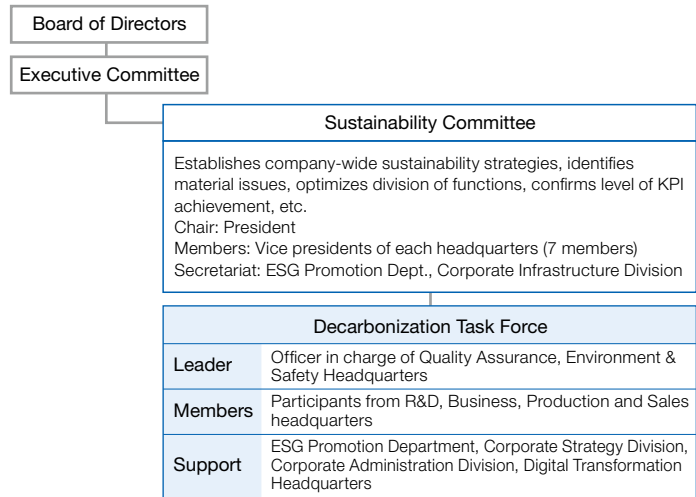 Board of Directors
Executive Committee
Sustainability Committee
Establishes company-wide sustainability strategies, identifies
material issues, optimizes division of functions, confirms level of KPI
achievement, etc.
Chair: President
Members: Vice presidents of each headquarters (7 members)
Secretariat: ESG Promotion Dept., Corporate Infrastructure Division
Decarbonization Task Force
Leader
Officer in charge of Quality Assurance, Environment &
Safety Headquarters
Members
Participants from R&D, Business, Production and Sales
headquarters
Support
ESG Promotion Department, Corporate Strategy Division,
Corporate Administration Division, Digital Transformation
Headquarters